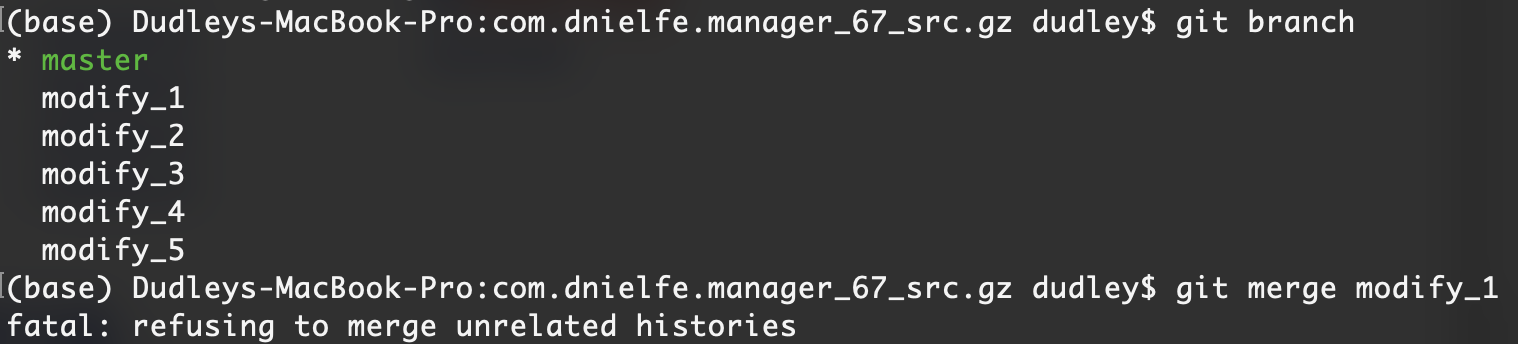 (base) Dudleys-MacBook-Pro:com.dnielfe.manager_67_src.gz dudley$ git branch
* master
  modify_1
  modify_2
  modify_3
  modify_4
  modify_5
(base) Dudleys-MacBook-Pro:com.dnielfe.manager_67_src.gz dudley$ git merge modify_1
fatal: refusing to merge unrelated histories